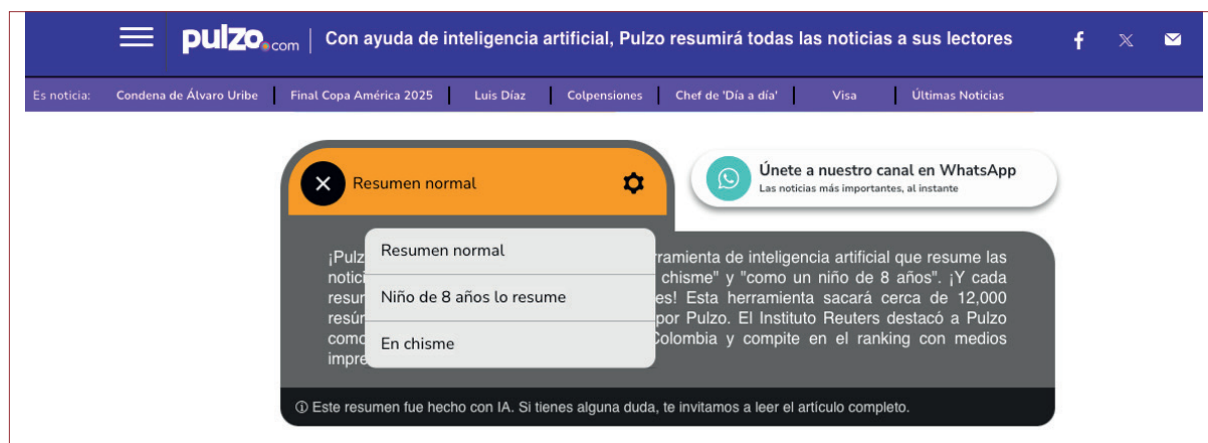 pulzo.com | Con ayuda de inteligencia artificial, Pulzo resumirá todas las noticias a sus lectores
Es noticia: Condena de Álvaro Uribe | Final Copa América 2025 | Luis Díaz | Colpensiones | Chef de 'Día a día' | Visa | Últimas Noticias
Resumen normal
Únete a nuestro canal en WhatsApp
Las noticias más importantes, al instante
Resumen normal
Niño de 8 años lo resume
En chisme
¡Pulz ramienta de inteligencia artificial que resume las
notici chisme" y "como un niño de 8 años". ¡Y cada
resur es! Esta herramienta sacará cerca de 12,000
resúr por Pulzo. El Instituto Reuters destacó a Pulzo
como Colombia y compite en el ranking con medios
impre
Este resumen fue hecho con IA. Si tienes alguna duda, te invitamos a leer el artículo completo.